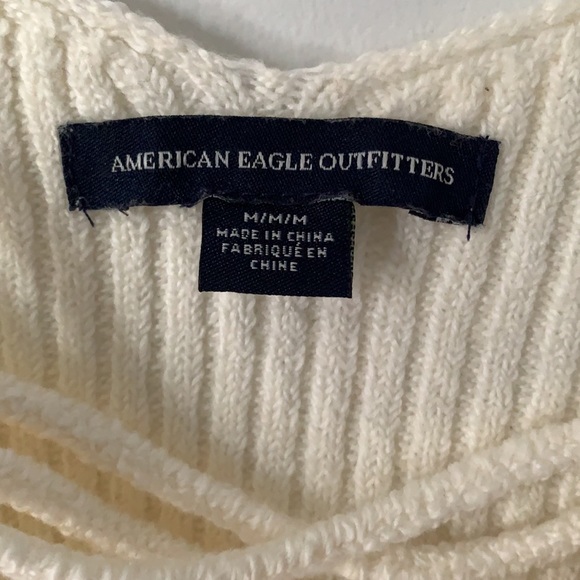 AMERICAN EAGLE OUTFITTERS
M/M/M
MADE IN CHINA
FABRIQUÉ EN
CHINE